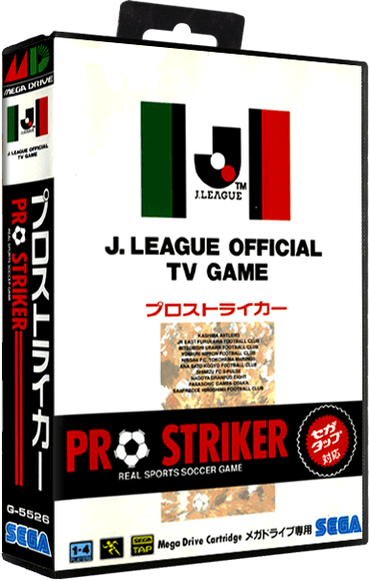 MEGA DRIVE
J. LEAGUE OFFICIAL
TV GAME
プロストライカー
PRO STRIKER
REAL SPORTS SOCCER GAME
G-5526
SEGA
J.LEAGUE
TM
J. LEAGUE OFFICIAL
TV GAME
プロストライカー
KASHIMA ANTLERS
JR EAST FURUKAWA FOOTBALL CLUB
MITSUBISHI URAWA FOOTBALL CLUB
YOMIURI NIPPON FOOTBALL CLUB
NISSAN F.C. YOKOHAMA MARINOS
ANA SATO KOGYO FOOTBALL CLUB
SHIMIZU F.C. S-PULSE
NAGOYA GRAMPUS EIGHT
PANASONIC GAMBA OSAKA
SANFRECCE HIROSHIMA FOOTBALL CLUB
PRO STRIKER
REAL SPORTS SOCCER GAME
セガ
タップ
対応
1-4
SEGA
TAP
Mega Drive Cartridge メガドライブ専用 SEGA